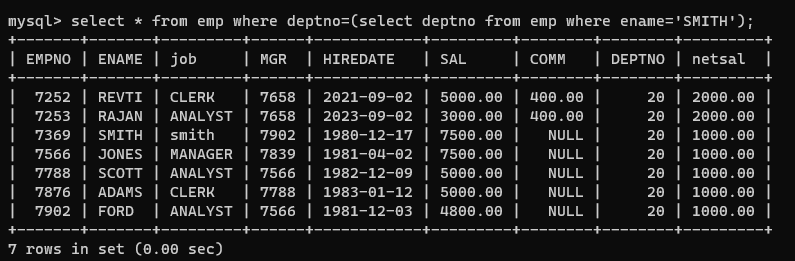 mysql> select * from emp where deptno=(select deptno from emp where ename='SMITH');
+-------+-------+---------+------+------------+---------+--------+--------+---------+
| EMPNO | ENAME | job     | MGR  | HIREDATE   | SAL     | COMM   | DEPTNO | netsal  |
+-------+-------+---------+------+------------+---------+--------+--------+---------+
|  7252 | REVTI | CLERK   | 7658 | 2021-09-02 | 5000.00 | 400.00 |     20 | 2000.00 |
|  7253 | RAJAN | ANALYST | 7658 | 2023-09-02 | 3000.00 | 400.00 |     20 | 2000.00 |
|  7369 | SMITH | smith   | 7902 | 1980-12-17 | 7500.00 |   NULL |     20 | 1000.00 |
|  7566 | JONES | MANAGER | 7839 | 1981-04-02 | 7500.00 |   NULL |     20 | 1000.00 |
|  7788 | SCOTT | ANALYST | 7566 | 1982-12-09 | 5000.00 |   NULL |     20 | 1000.00 |
|  7876 | ADAMS | CLERK   | 7788 | 1983-01-12 | 5000.00 |   NULL |     20 | 1000.00 |
|  7902 | FORD  | ANALYST | 7566 | 1981-12-03 | 4800.00 |   NULL |     20 | 1000.00 |
+-------+-------+---------+------+------------+---------+--------+--------+---------+
7 rows in set (0.00 sec)